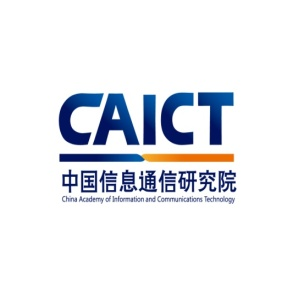 CAICT
中国信息通信研究院
China Academy of Information and Communications Technology